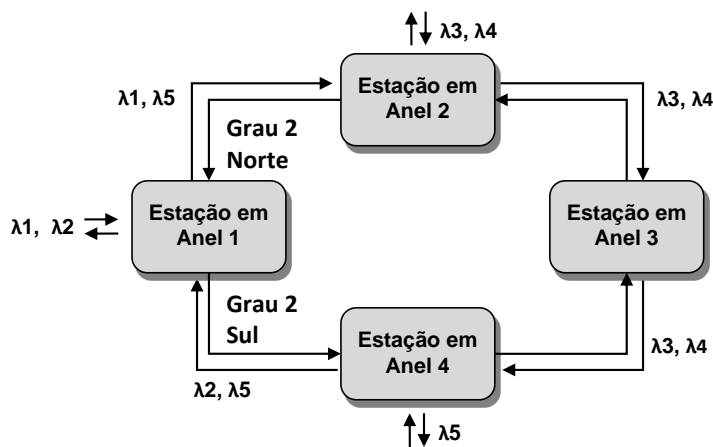 λ3, λ4
Estação em
Anel 2
λ1, λ5
λ3, λ4
Grau 2
Norte
Estação em
Anel 1
Estação em
Anel 3
λ1, λ2
Grau 2
Sul
Estação em
Anel 4
λ3, λ4
λ2, λ5
λ5